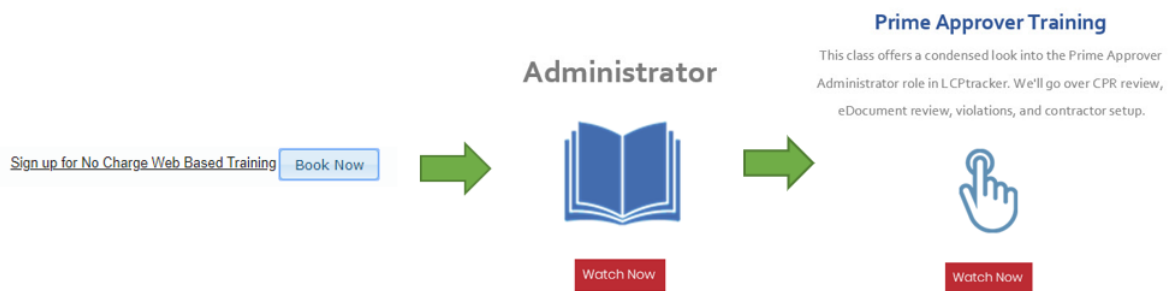 Sign up for No Charge Web Based Training Book Now
Administrator
Watch Now
Prime Approver Training
This class offers a condensed look into the Prime Approver
Administrator role in LCPtracker. We'll go over CPR review,
eDocument review, violations, and contractor setup.
Watch Now